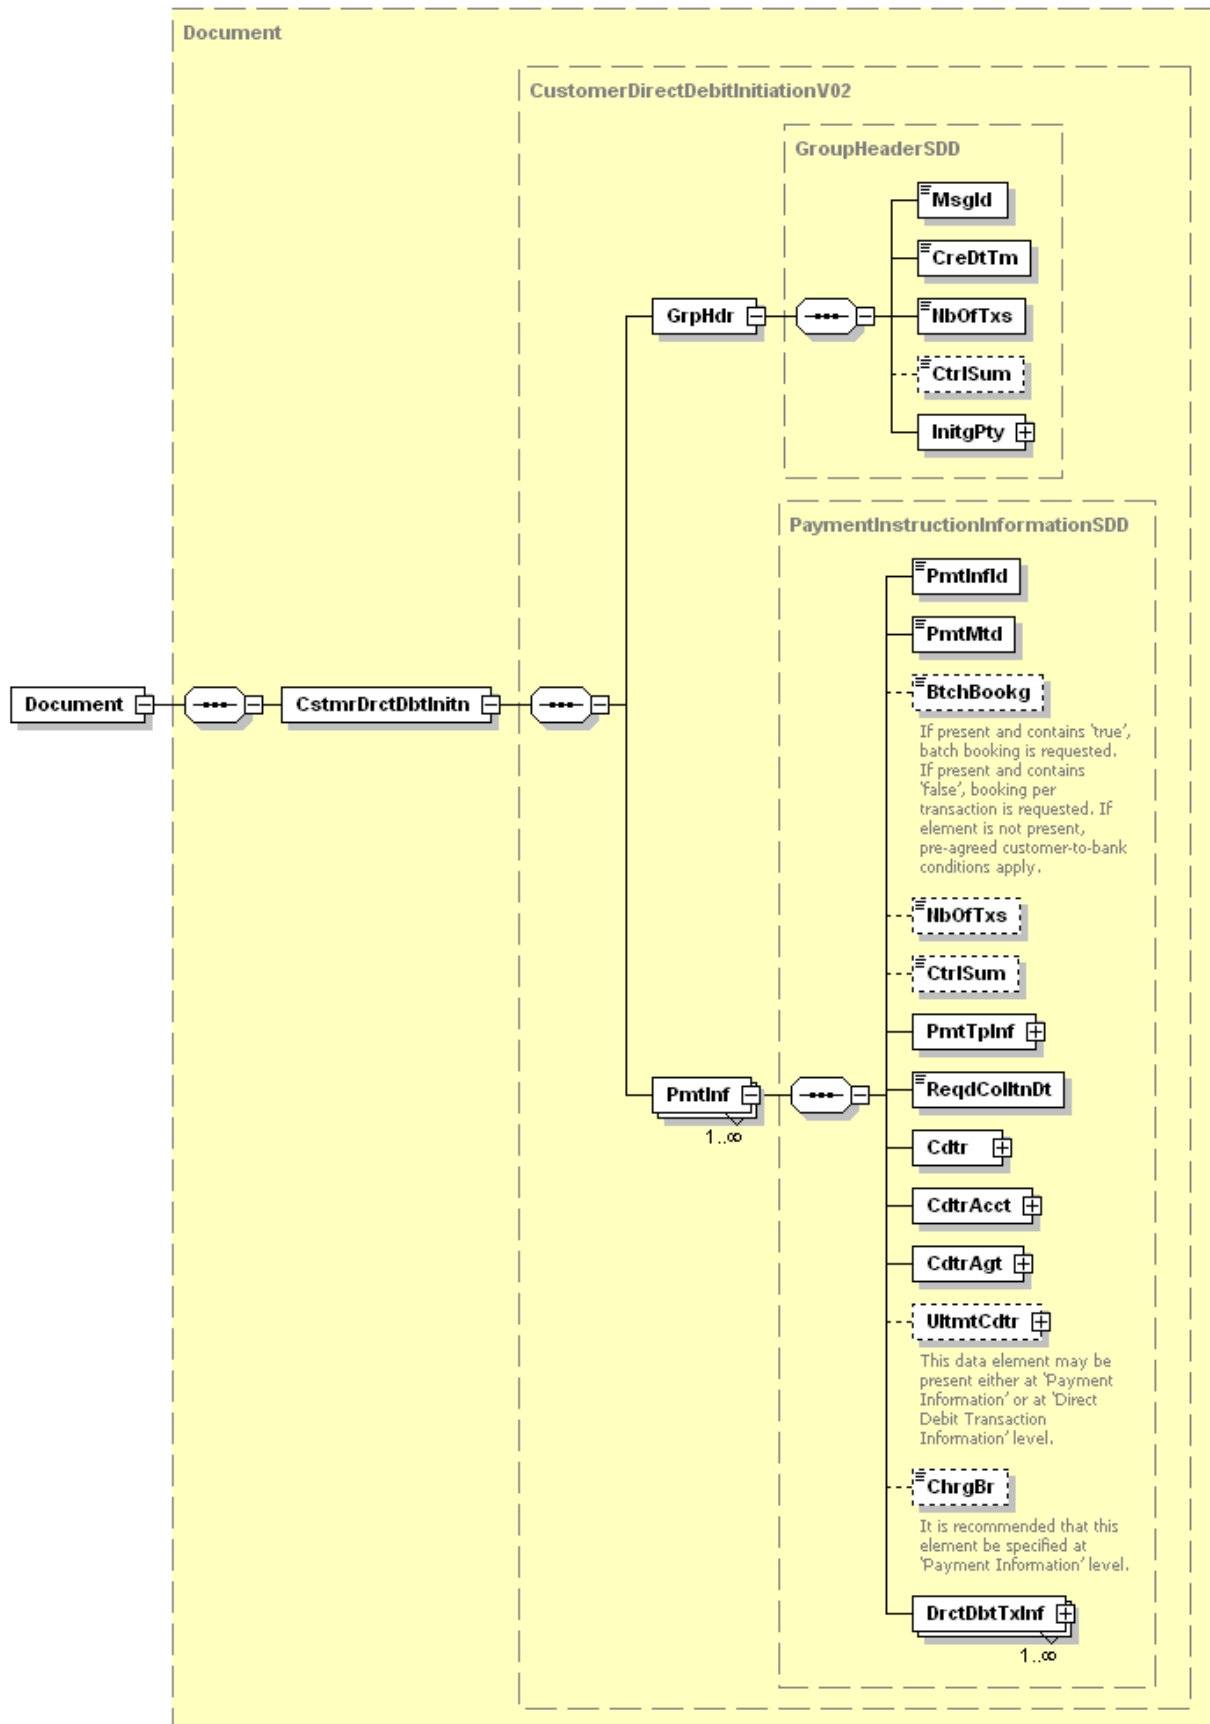 Document
CustomerDirectDebitInitiationV02
GroupHeaderSDD
MsgId
CreDtTm
GrpHdr
NbOfTxs
CtrlSum
InitgPty
PaymentInstructionInformationSDD
PmtInfId
PmtMtd
Document
CstmrDrctDbtInitn
BtchBookg
If present and contains 'true',
batch booking is requested.
If present and contains
'false', booking per
transaction is requested. If
element is not present,
pre-agreed customer-to-bank
conditions apply.
NbOfTxs
CtrlSum
PmtTpInf
PmtInf
1..∞
ReqdColltnDt
Cdtr
CdtrAcct
CdtrAgt
UltmtCdtr
This data element may be
present either at 'Payment
Information' or at 'Direct
Debit Transaction
Information' level.
ChrgBr
It is recommended that this
element be specified at
'Payment Information' level.
DrctDbtTxInf
1..∞